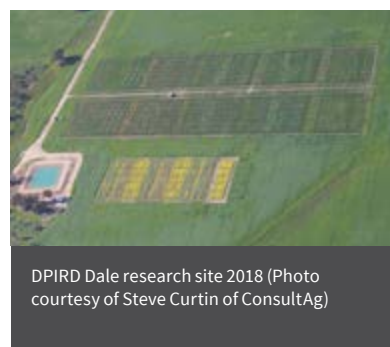 DPIRD Dale research site 2018 (Photo
courtesy of Steve Curtin of ConsultAg)